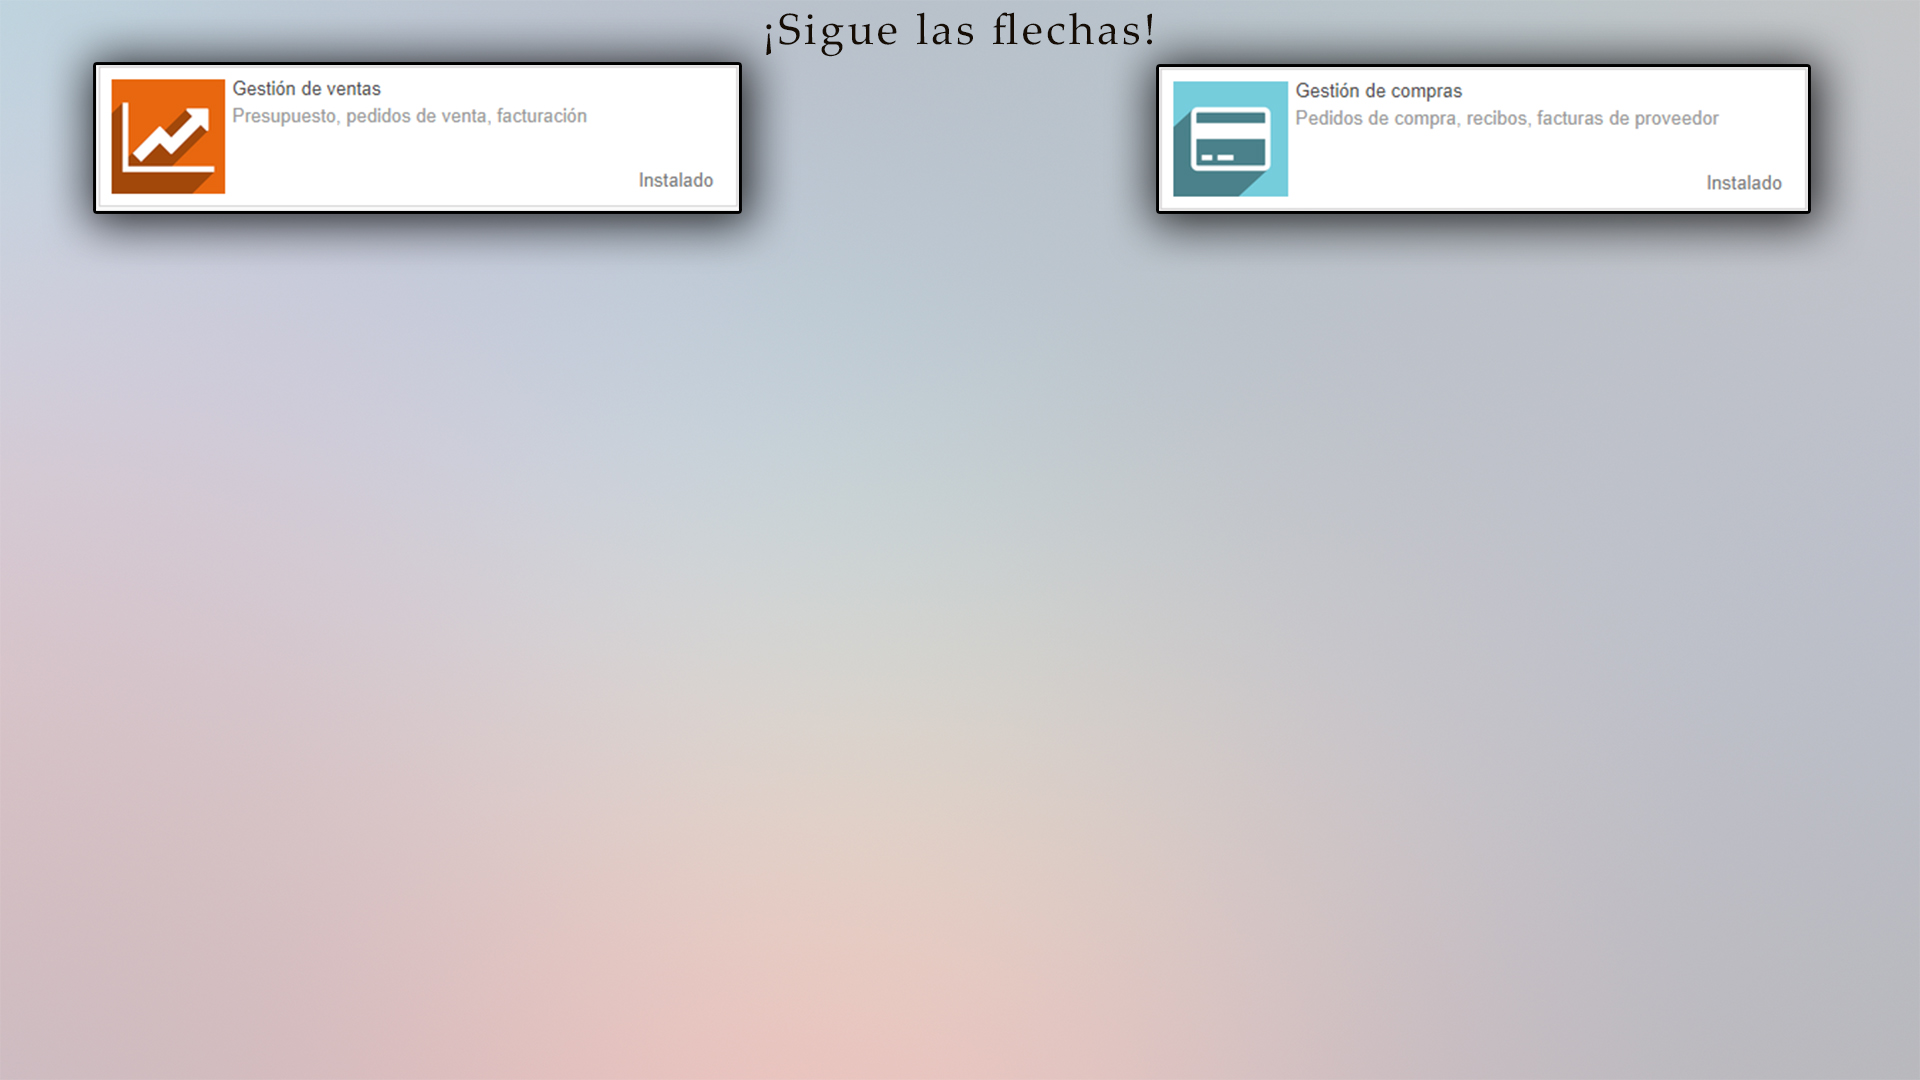 ¡Sigue las flechas!
Gestión de ventas
Presupuesto, pedidos de venta, facturación
Instalado
Gestión de compras
Pedidos de compra, recibos, facturas de proveedor
Instalado